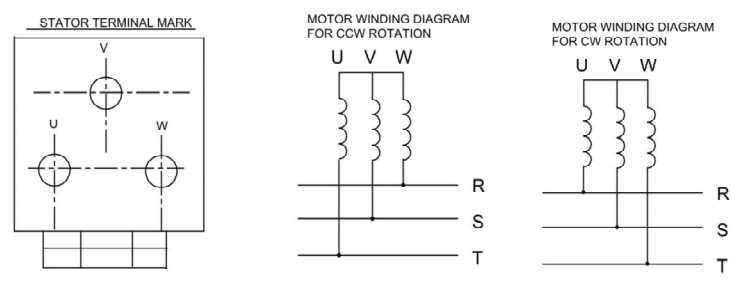 STATOR TERMINAL MARK
V
U
W
MOTOR WINDING DIAGRAM
FOR CCW ROTATION
U V W
R
S
T
MOTOR WINDING DIAGRAM
FOR CW ROTATION
U V W
R
S
T